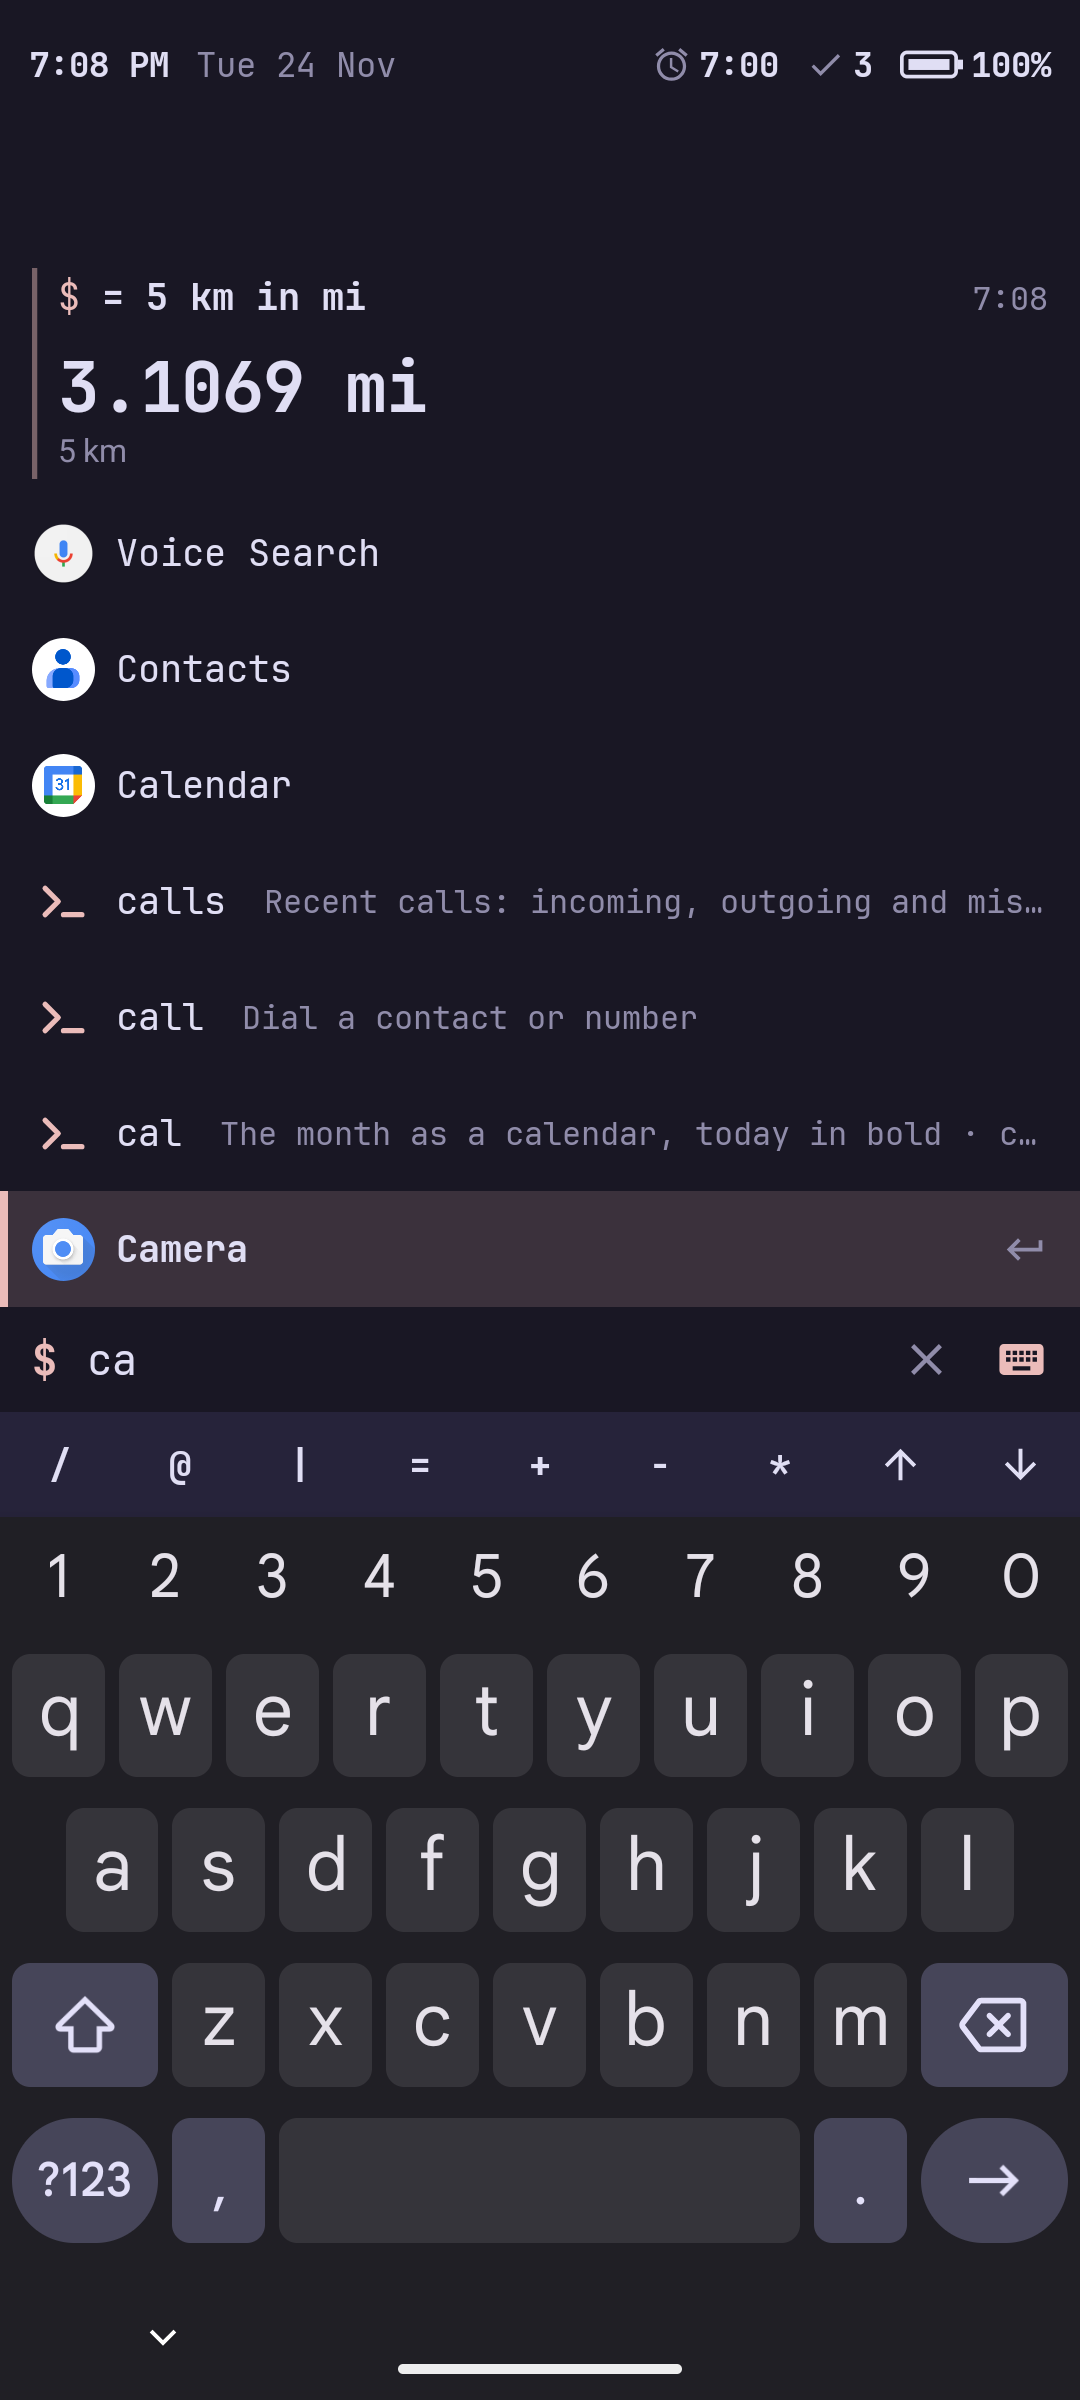 7:08 PM Tue 24 Nov 7:00 3 100%
$ = 5 km in mi 7:08
3.1069 mi
5 km
Voice Search
Contacts
31
Calendar
calls Recent calls: incoming, outgoing and mis…
call Dial a contact or number
cal The month as a calendar, today in bold · c…
Camera
$ ca
/ @ | = + - * ↑ ↓
1 2 3 4 5 6 7 8 9 0
q w e r t y u i o p
a s d f g h j k l
z x c v b n m
?123 , .